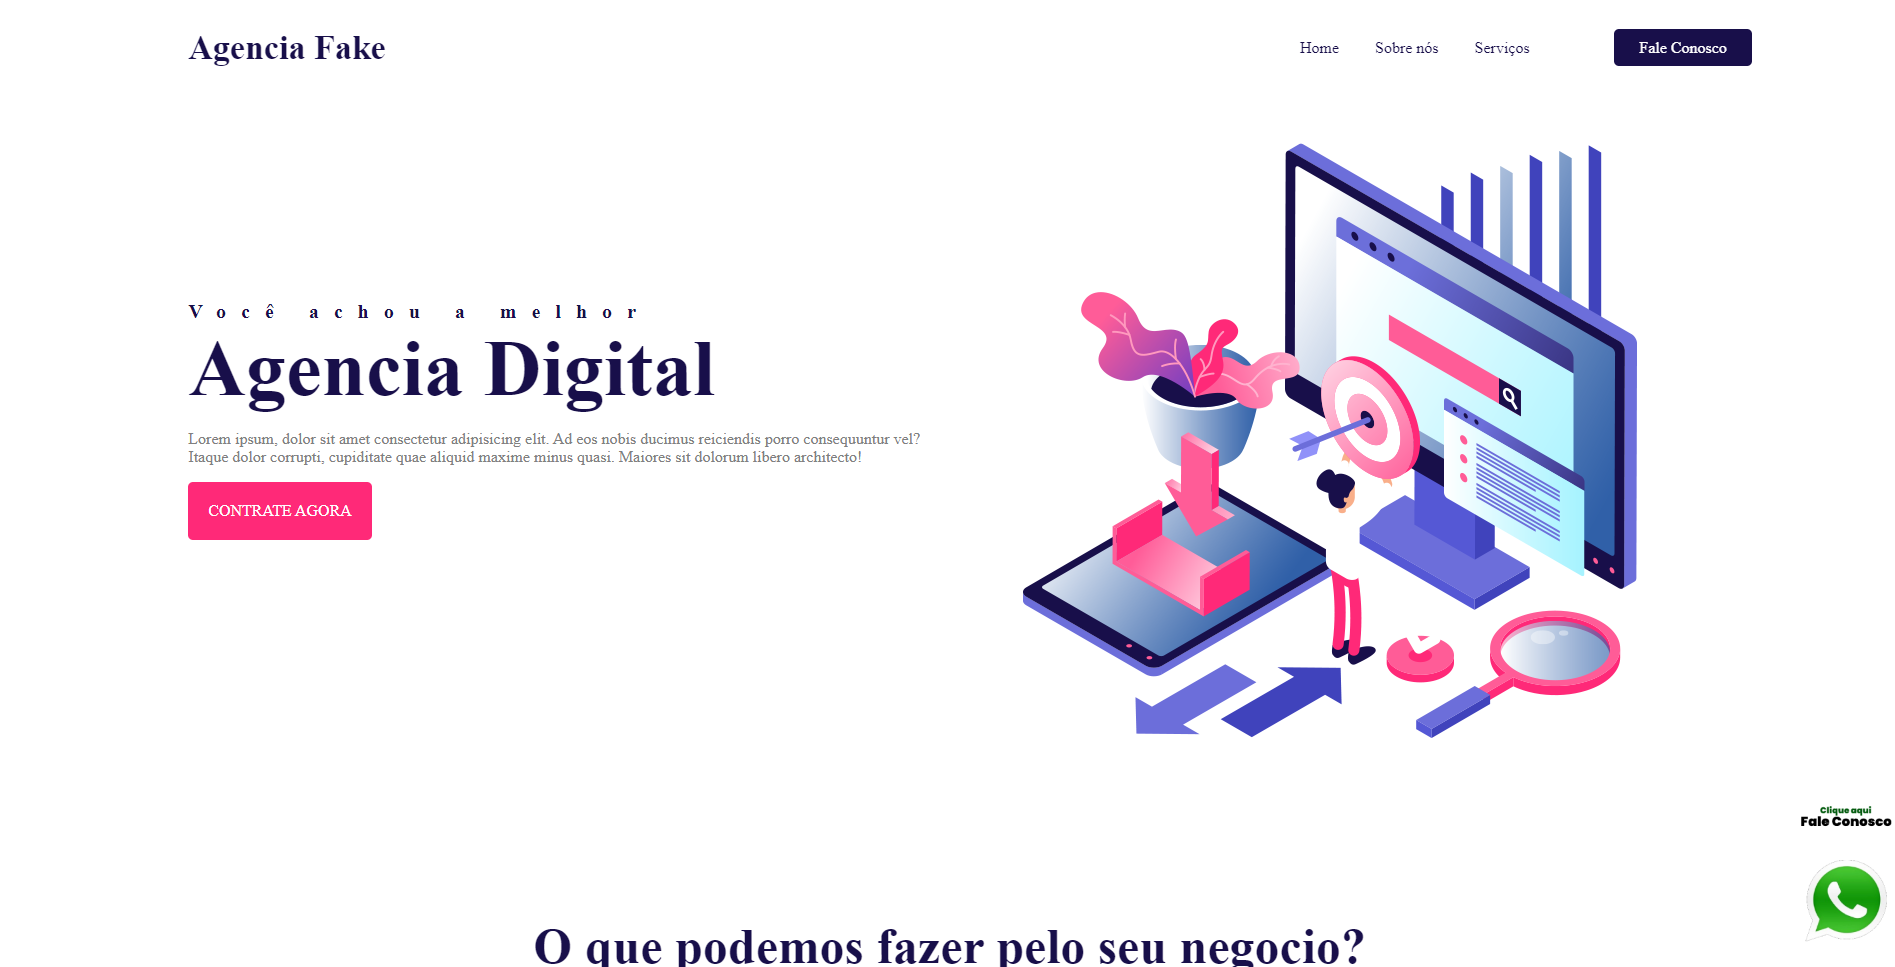 Agencia Fake
Home Sobre nós Serviços Fale Conosco
Você achou a melhor
Agencia Digital
Lorem ipsum, dolor sit amet consectetur adipisicing elit. Ad eos nobis ducimus reiciendis porro consequuntur vel?
Itaque dolor corrupti, cupiditate quae aliquid maxime minus quasi. Maiores sit dolorum libero architecto!
CONTRATE AGORA
Clique aqui
Fale Conosco
O que podemos fazer pelo seu negocio?